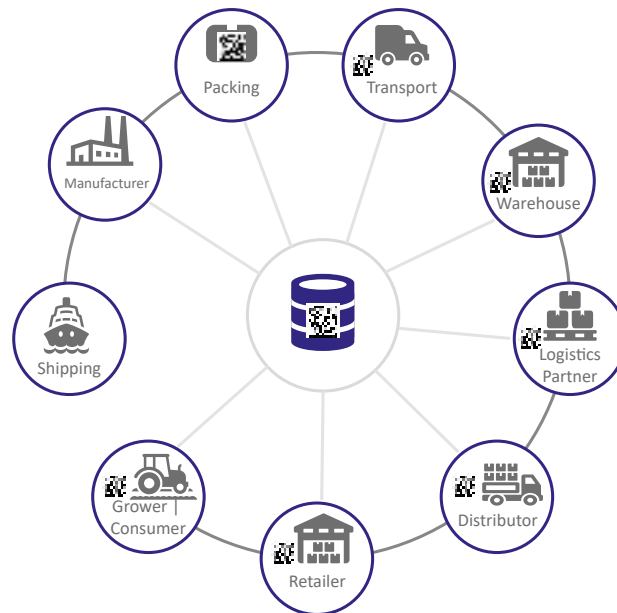 Packing
Transport
Manufacturer
Warehouse
Shipping
Logistics
Partner
Grower |
Consumer
Distributor
Retailer